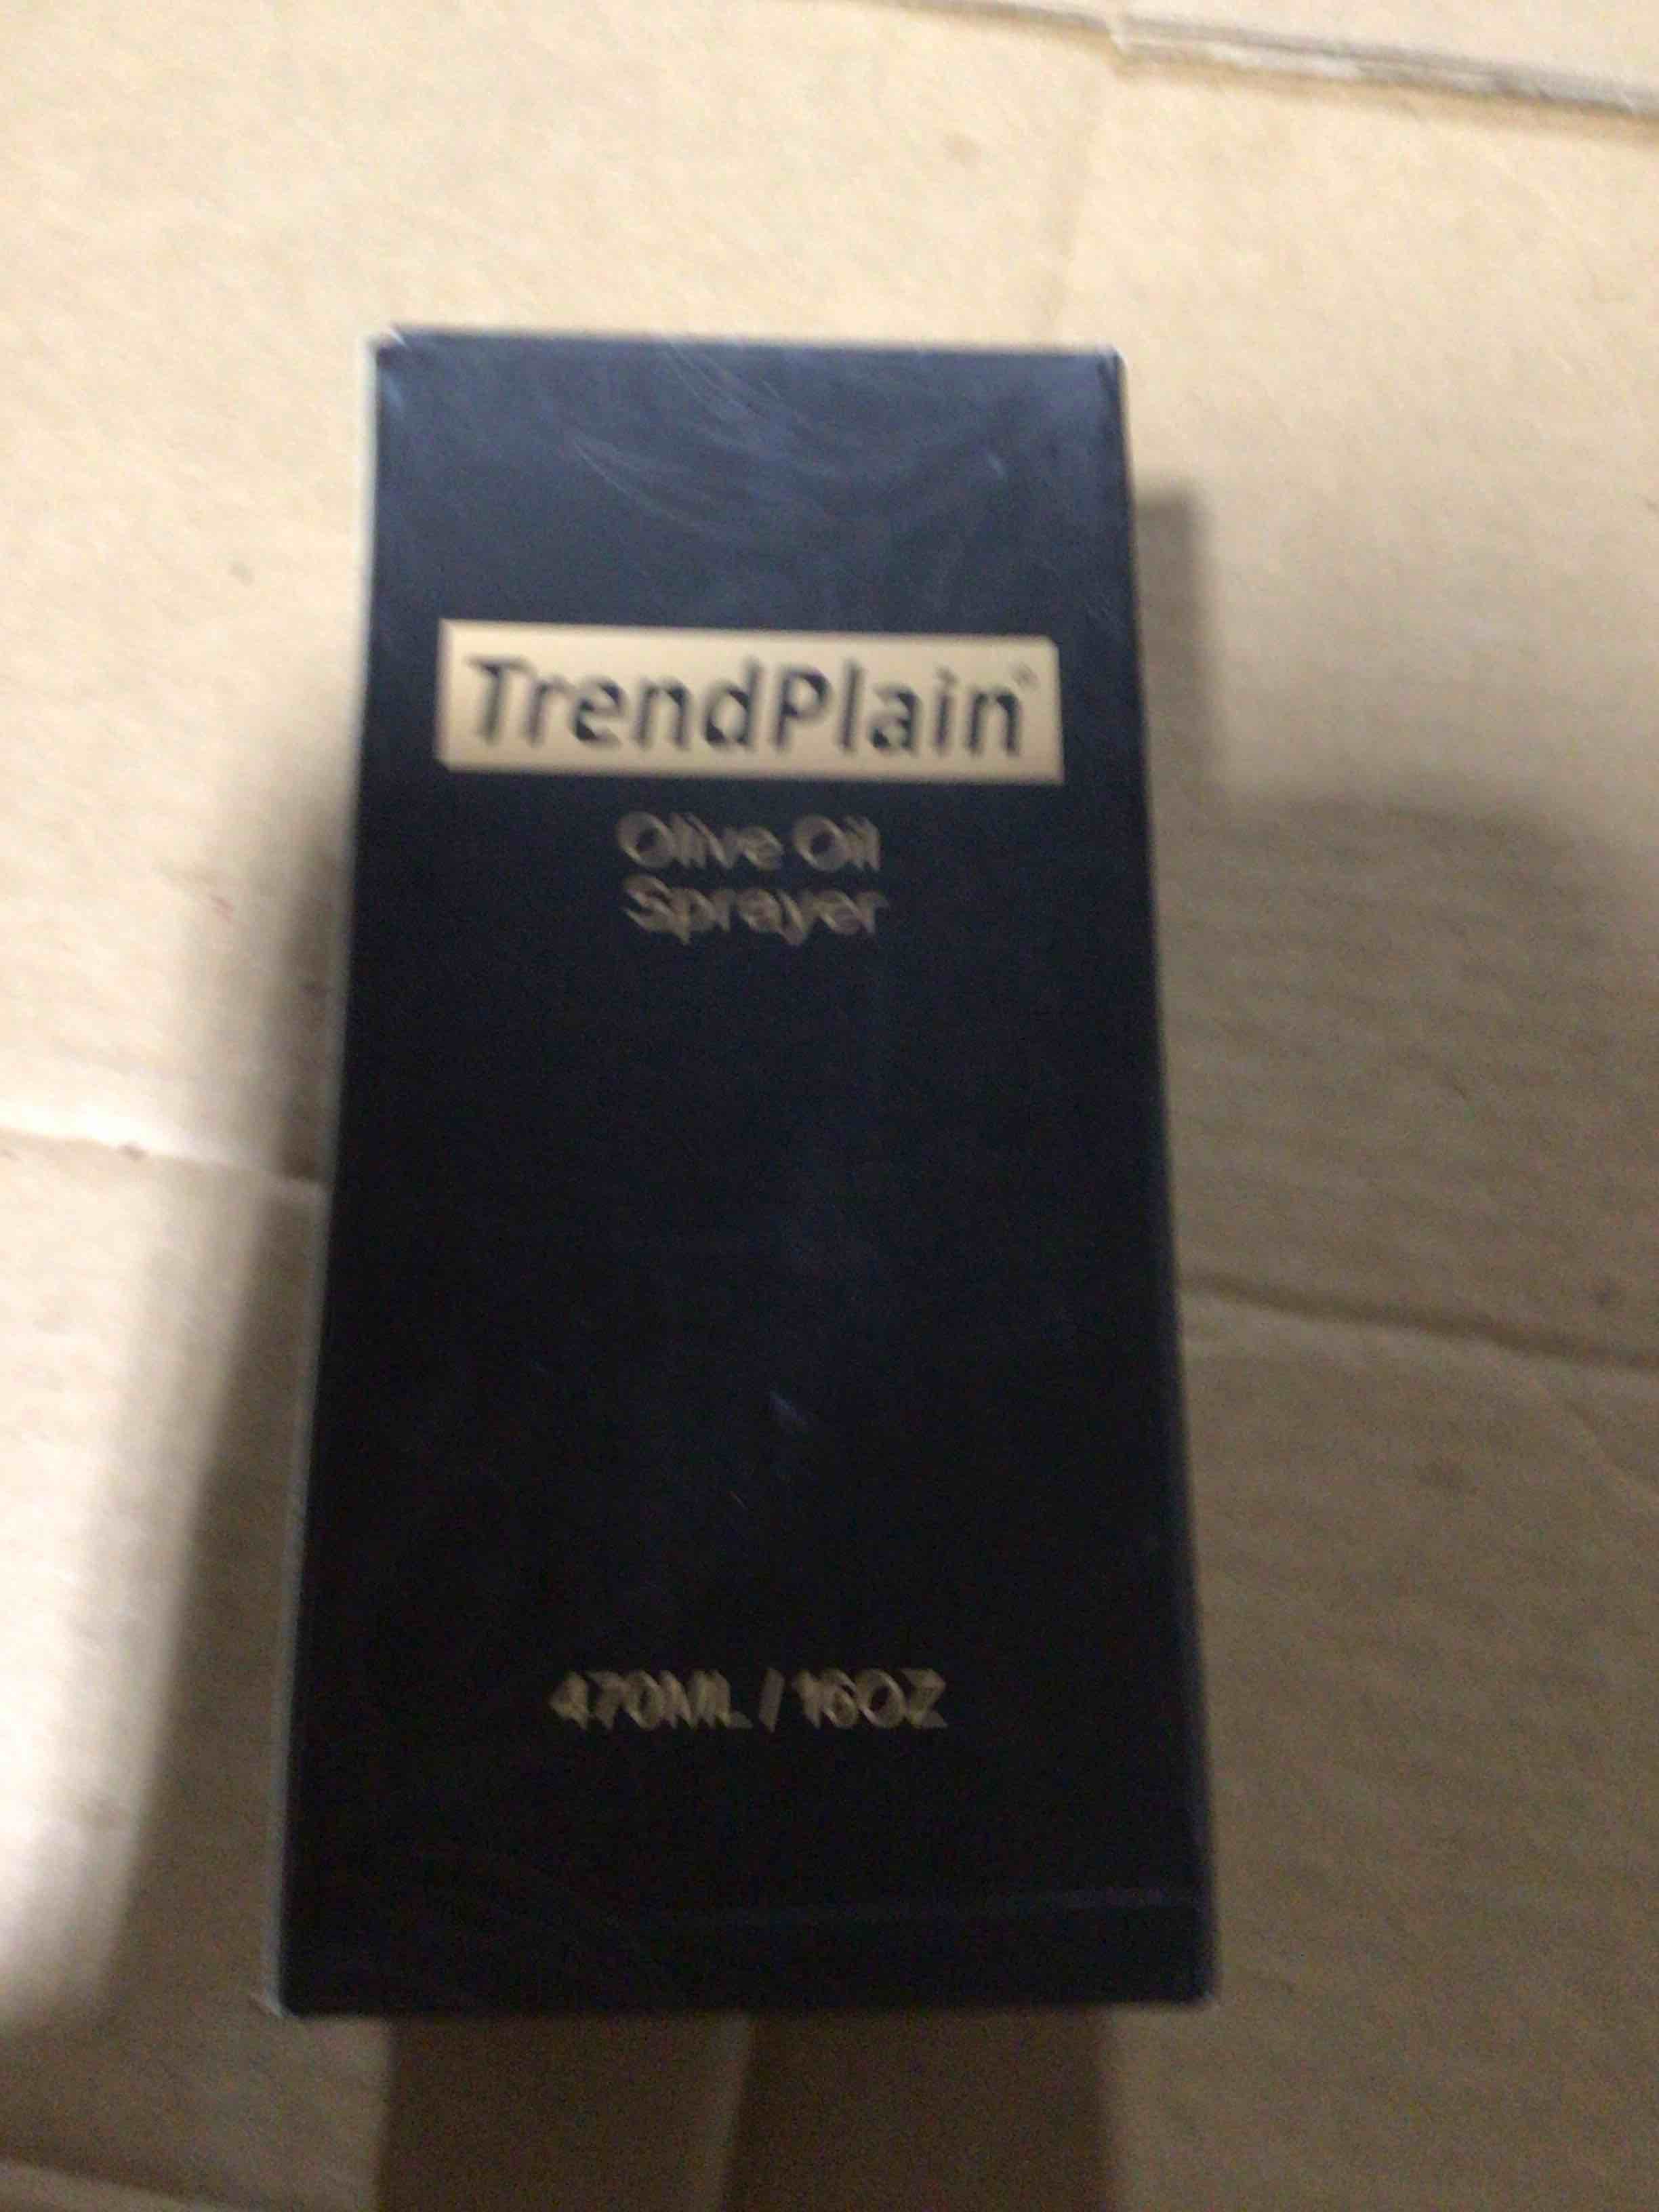 TrendPlain
Olive Oil
Sprayer
470ML / 16OZ